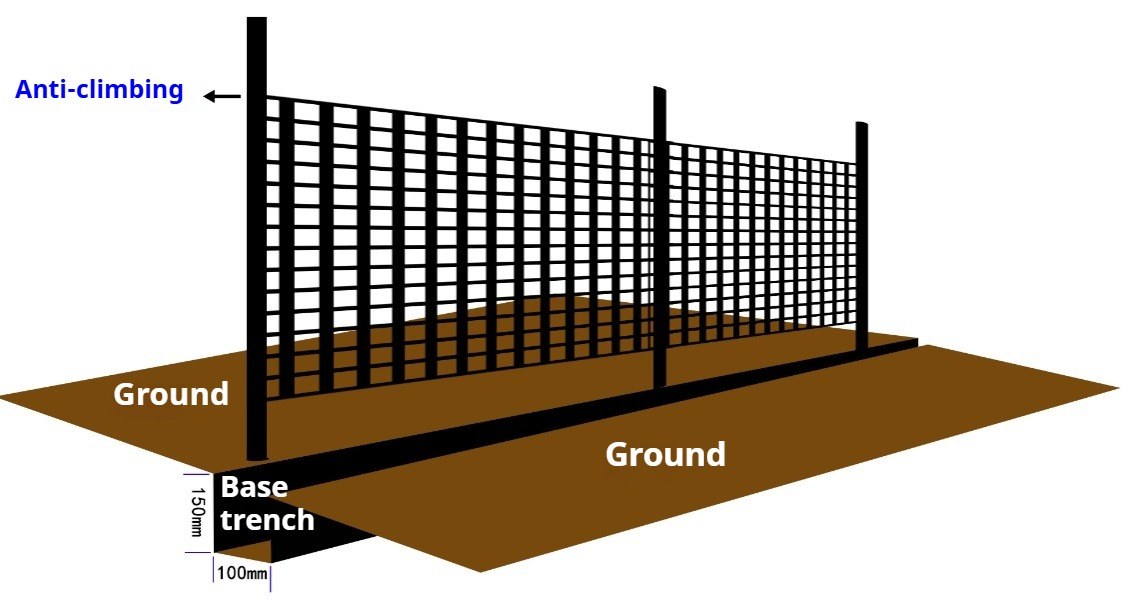 Anti-climbing
Ground
Ground
Base
trench
150mm
100mm